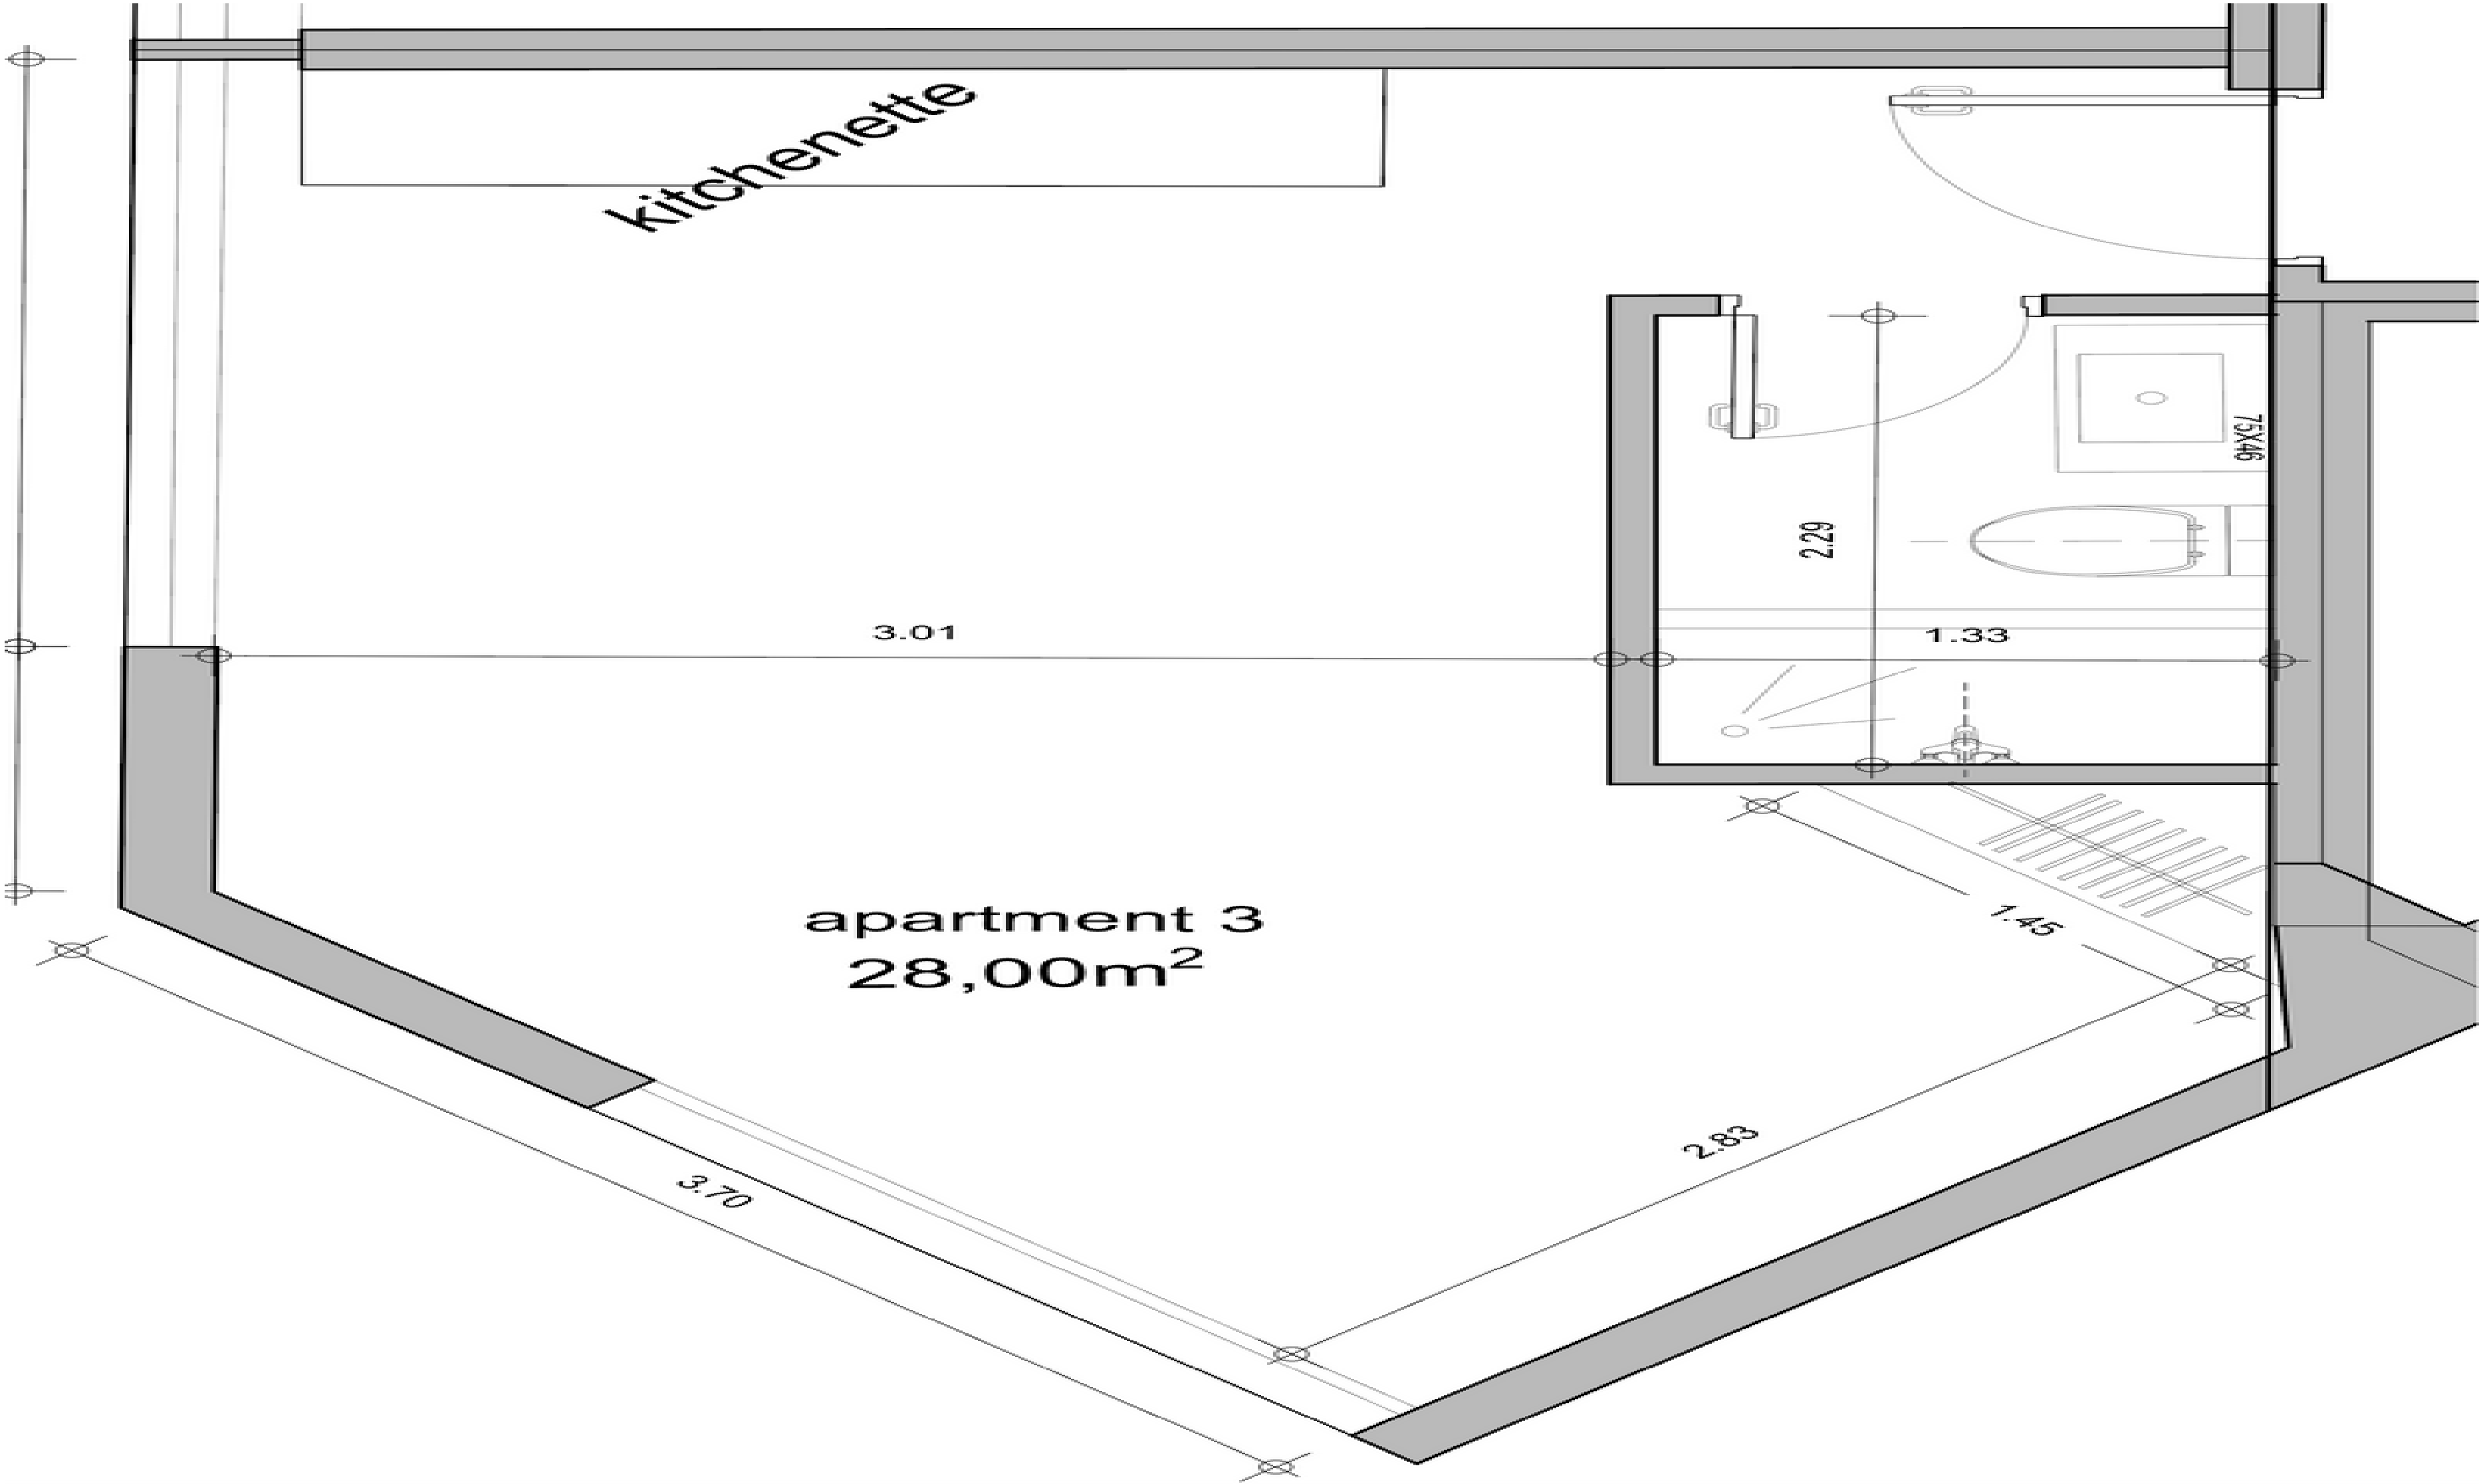 kitchenette
75X46
2.29
3.01
1.33
apartment 3
28,00m²
1.45
2.83
3.70